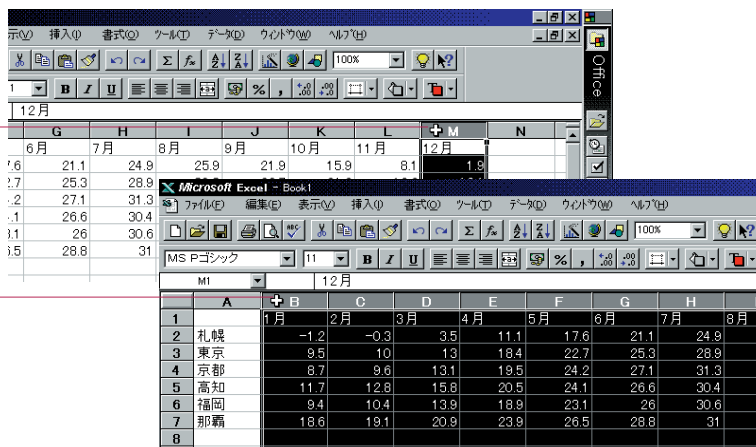 示(V) 挿入(I) 書式(O) ツール(T) データ(D) ウィンドウ(W) ヘルプ(H)
100%
B I U % ,
Office
12月
G H I J K L M N
6月 7月 8月 9月 10月 11月 12月
7.6 21.1 24.9 25.9 21.9 15.9 8.1 1.9
2.7 25.3 28.9
.2 27.1 31.3
.1 26.6 30.4
3.1 26 30.6
6.5 28.8 31
Microsoft Excel - Book1
ファイル(F) 編集(E) 表示(V) 挿入(I) 書式(O) ツール(T) データ(D) ウィンドウ(W) ヘルプ(H)
100%
MS Pゴシック 11 B I U % ,
M1 12月
A B C D E F G H
1 1月 2月 3月 4月 5月 6月 7月 8月
2 札幌 -1.2 -0.3 3.5 11.1 17.6 21.1 24.9
3 東京 9.5 10 13 18.4 22.7 25.3 28.9
4 京都 8.7 9.6 13.1 19.5 24.2 27.1 31.3
5 高知 11.7 12.8 15.8 20.5 24.1 26.6 30.4
6 福岡 9.4 10.4 13.9 18.9 23.1 26 30.6
7 那覇 18.6 19.1 20.9 23.9 26.5 28.8 31
8